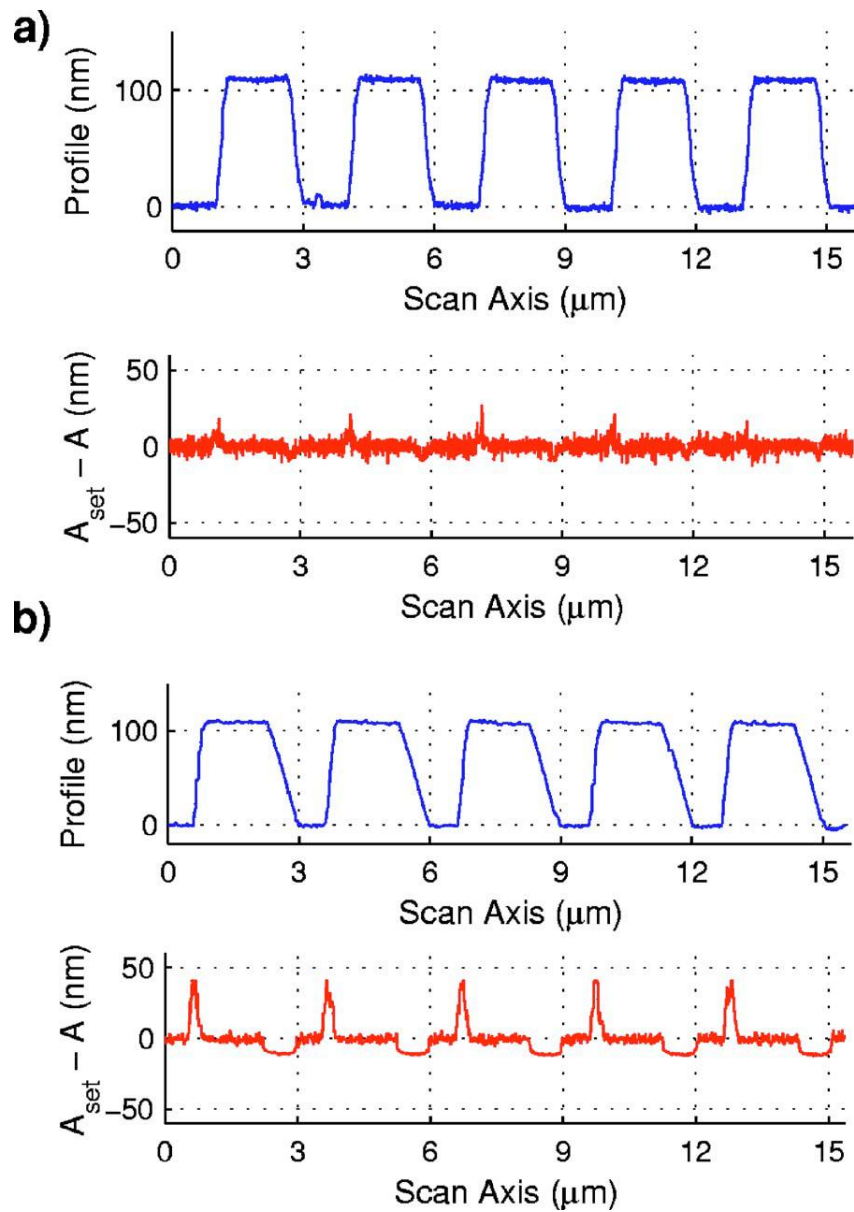 a)
Profile (nm)
100
0
0 3 6 9 12 15
Scan Axis (μm)
A_set − A (nm)
50
0
−50
0 3 6 9 12 15
Scan Axis (μm)
b)
Profile (nm)
100
0
0 3 6 9 12 15
Scan Axis (μm)
A_set − A (nm)
50
0
−50
0 3 6 9 12 15
Scan Axis (μm)